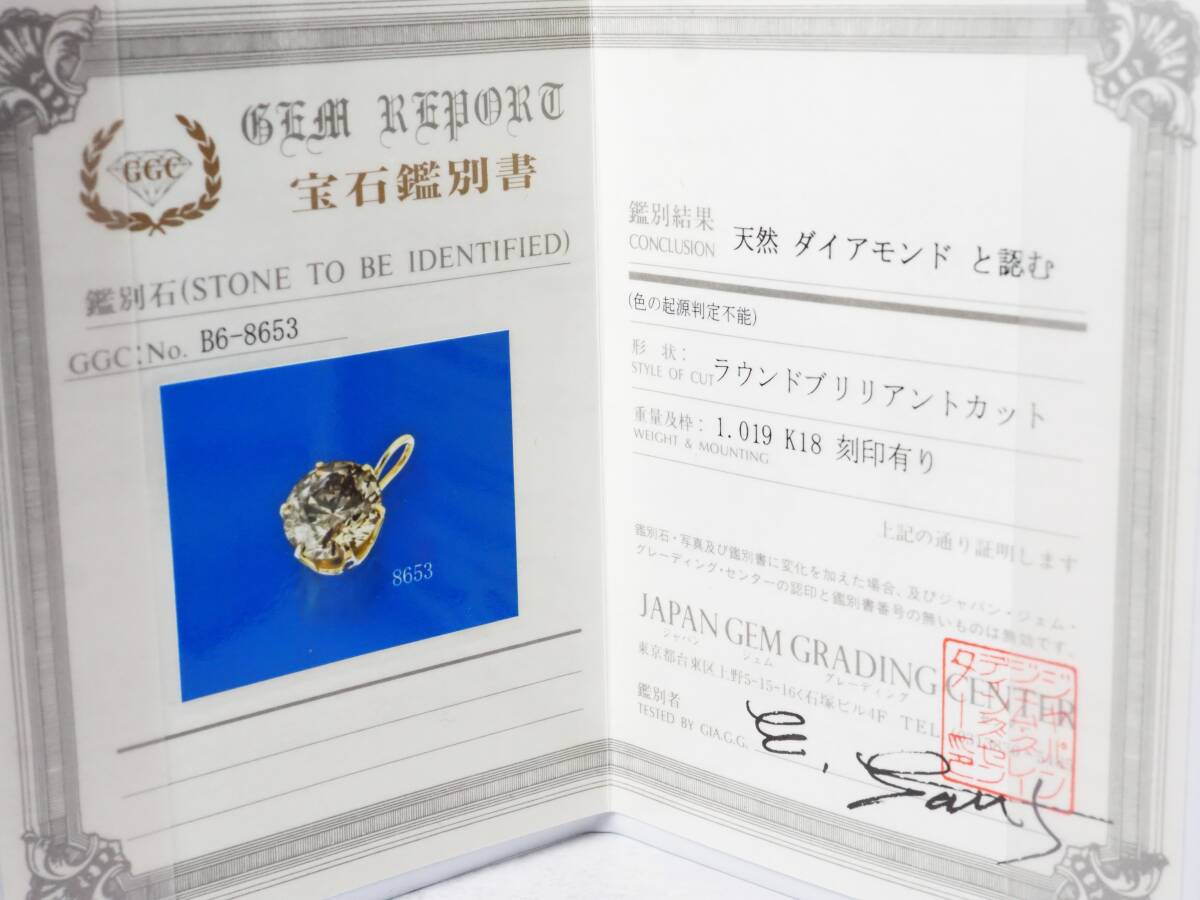 GEM REPORT
GGC
宝石鑑別書
鑑別石(STONE TO BE IDENTIFIED)
GGC:No. B6-8653
8653
鑑別結果
CONCLUSION
天然 ダイアモンド と認む
(色の起源判定不能)
形 状:
STYLE OF CUT
ラウンドブリリアントカット
重量及枠: 1.019 K18 刻印有り
WEIGHT & MOUNTING
上記の通り証明します
鑑別石・写真及び鑑別書に変化を加えた場合、及びジャパン・ジェム・
グレーディング・センターの認印と鑑別書番号の無いものは無効です。
JAPAN GEM GRADING CENTER
ジャパン ジェム グレーディング
東京都台東区上野5-15-16く石塚ビル4F TEL
鑑別者
TESTED BY GIA.G.G.